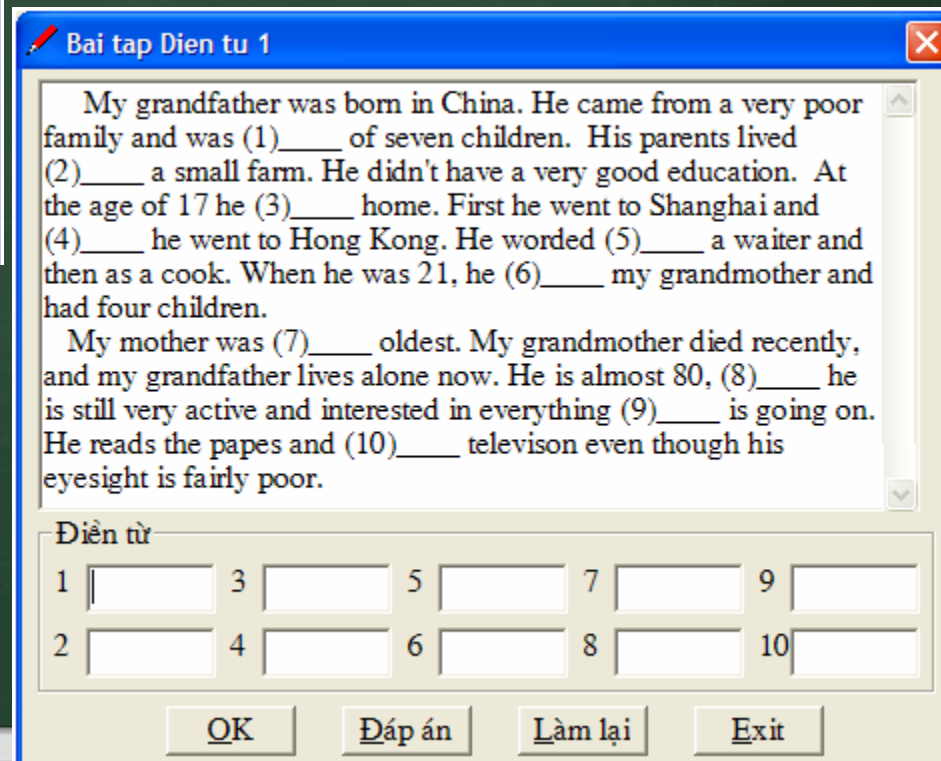 Bai tap Dien tu 1
My grandfather was born in China. He came from a very poor
family and was (1)____ of seven children. His parents lived
(2)____ a small farm. He didn't have a very good education. At
the age of 17 he (3)____ home. First he went to Shanghai and
(4)____ he went to Hong Kong. He worded (5)____ a waiter and
then as a cook. When he was 21, he (6)____ my grandmother and
had four children.
My mother was (7)____ oldest. My grandmother died recently,
and my grandfather lives alone now. He is almost 80, (8)____ he
is still very active and interested in everything (9)____ is going on.
He reads the papes and (10)____ televison even though his
eyesight is fairly poor.
Điền từ
1 3 5 7 9
2 4 6 8 10
OK Đáp án Làm lại Exit